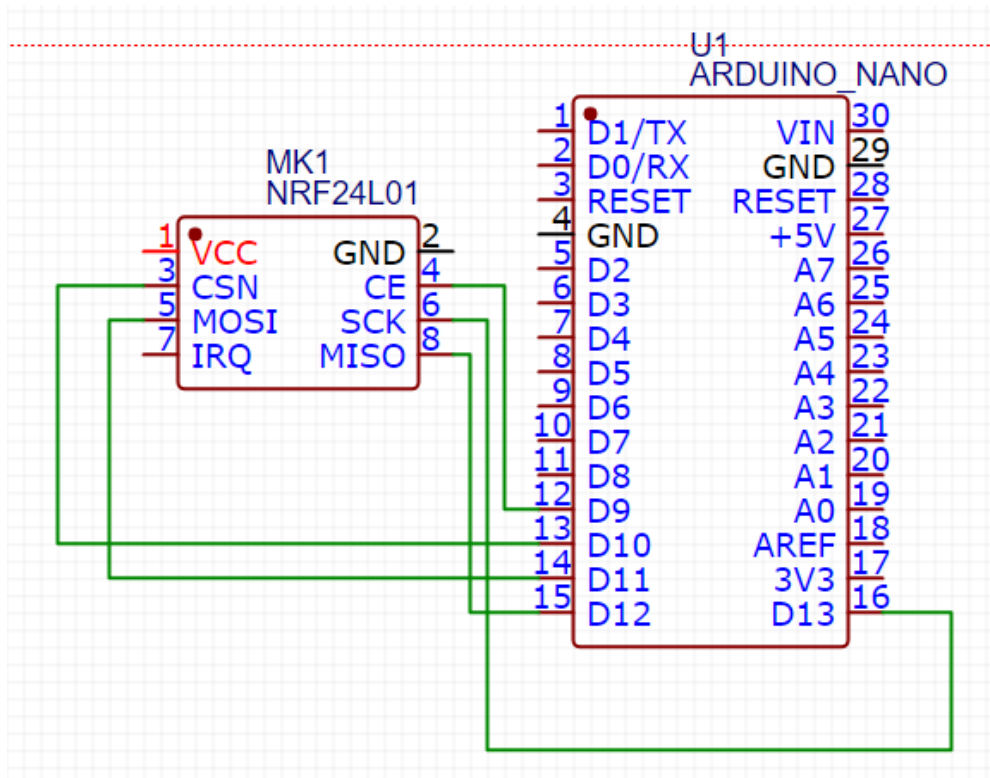 U1
ARDUINO_NANO
MK1
NRF24L01
1 VCC GND 2
3 CSN CE 4
5 MOSI SCK 6
7 IRQ MISO 8
1 D1/TX VIN 30
2 D0/RX GND 29
3 RESET RESET 28
4 GND +5V 27
5 D2 A7 26
6 D3 A6 25
7 D4 A5 24
8 D5 A4 23
9 D6 A3 22
10 D7 A2 21
11 D8 A1 20
12 D9 A0 19
13 D10 AREF 18
14 D11 3V3 17
15 D12 D13 16